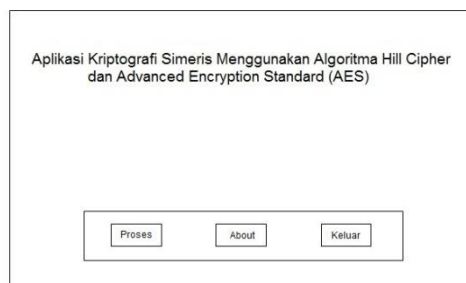 Aplikasi Kriptografi Simeris Menggunakan Algoritma Hill Cipher
dan Advanced Encryption Standard (AES)
Proses About Keluar